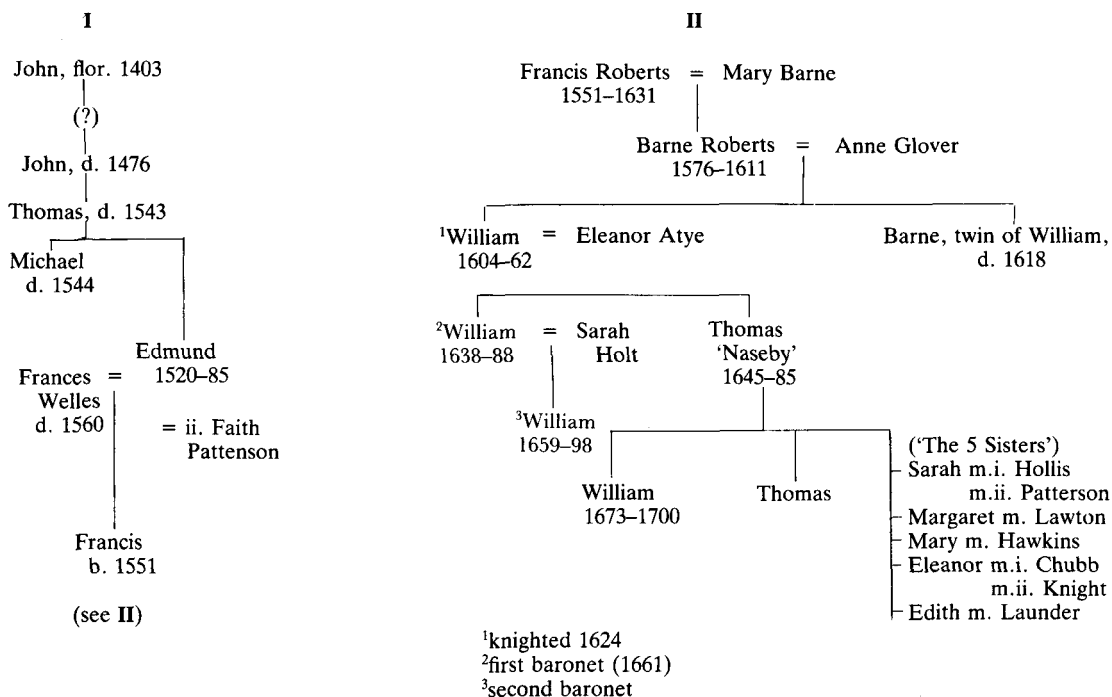 I
John, flor. 1403
(?)
John, d. 1476
Thomas, d. 1543
Michael
d. 1544
Edmund
1520–85
Frances =
Welles
d. 1560
= ii. Faith
Pattenson
Francis
b. 1551
(see II)
II
Francis Roberts = Mary Barne
1551–1631
Barne Roberts = Anne Glover
1576–1611
¹William = Eleanor Atye
1604–62
Barne, twin of William,
d. 1618
²William = Sarah
1638–88 Holt
Thomas
'Naseby'
1645–85
³William
1659–98
William
1673–1700
Thomas
('The 5 Sisters')
Sarah m.i. Hollis
m.ii. Patterson
Margaret m. Lawton
Mary m. Hawkins
Eleanor m.i. Chubb
m.ii. Knight
Edith m. Launder
¹knighted 1624
²first baronet (1661)
³second baronet